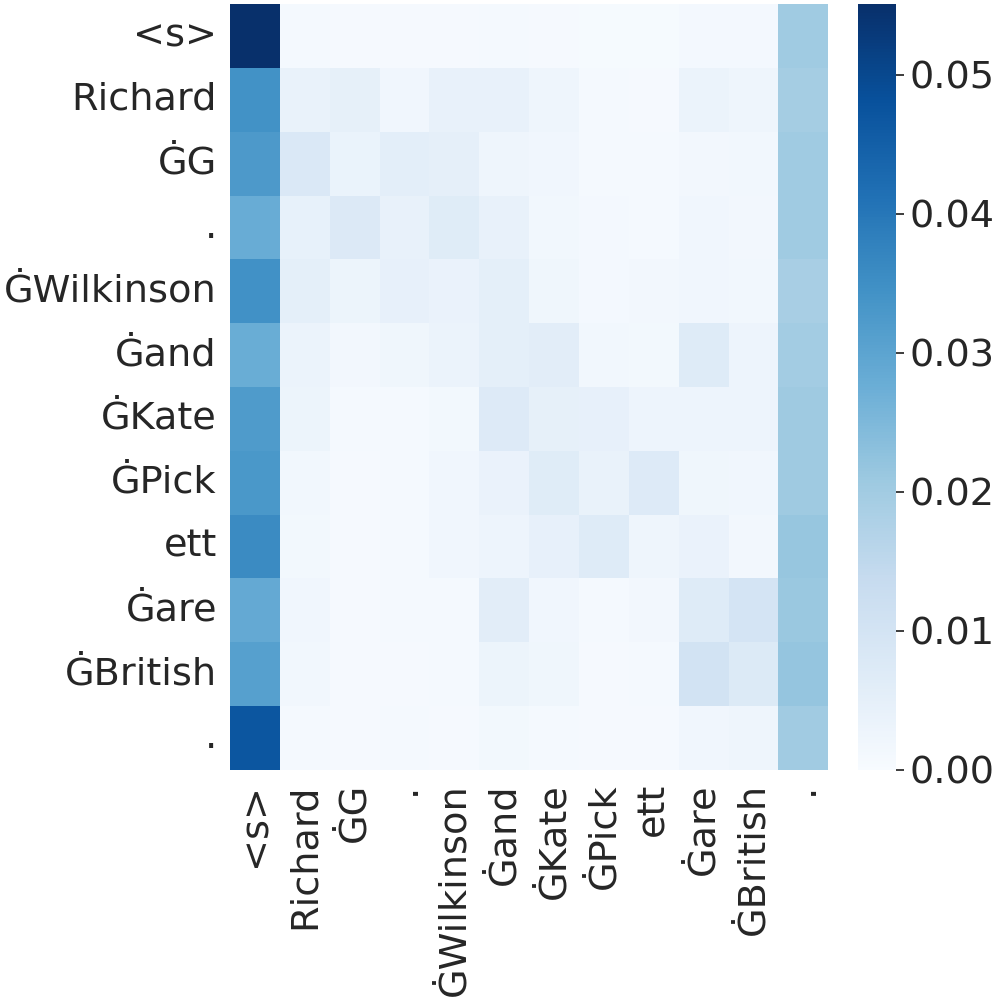 <s>
Richard
ĠG
.
ĠWilkinson
Ġand
ĠKate
ĠPick
ett
Ġare
ĠBritish
.
<s>
Richard
ĠG
.
ĠWilkinson
Ġand
ĠKate
ĠPick
ett
Ġare
ĠBritish
.
0.05
0.04
0.03
0.02
0.01
0.00